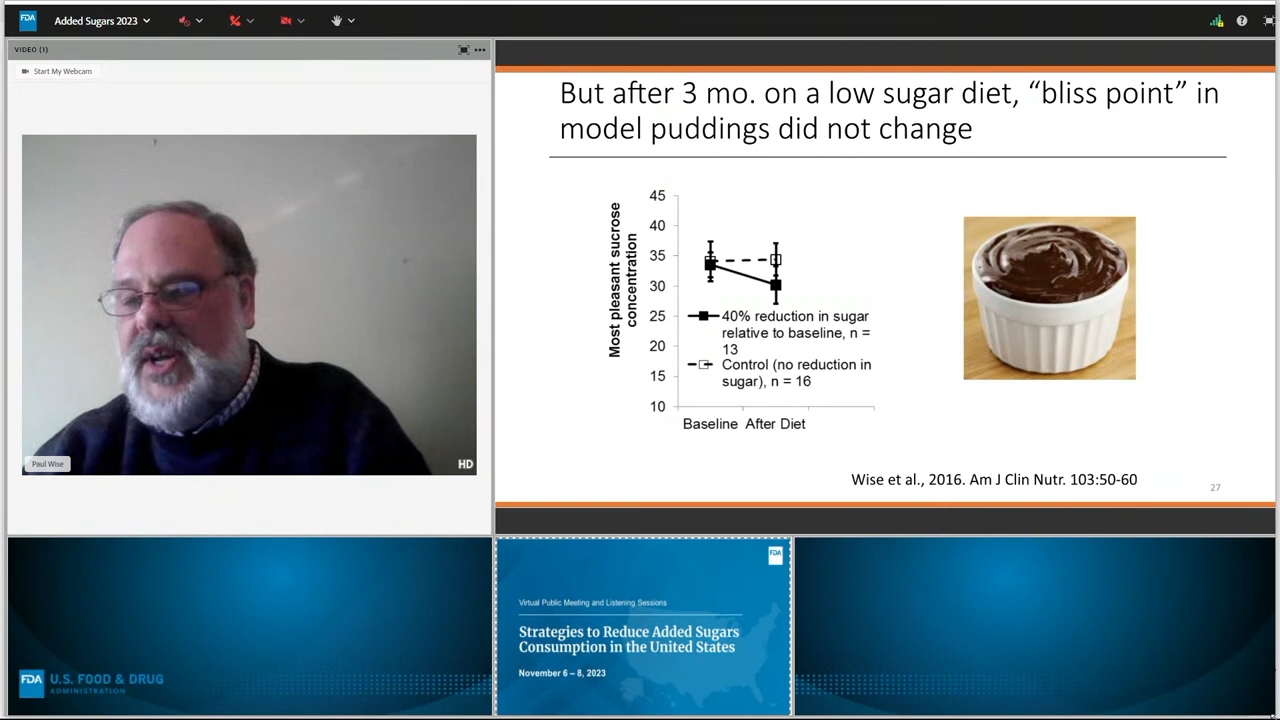 FDA
Added Sugars 2023
VIDEO (1)
Start My Webcam
Paul Wise
HD
But after 3 mo. on a low sugar diet, “bliss point” in
model puddings did not change
Most pleasant sucrose
concentration
45
40
35
30
25
20
15
10
40% reduction in sugar
relative to baseline, n =
13
Control (no reduction in
sugar), n = 16
Baseline After Diet
Wise et al., 2016. Am J Clin Nutr. 103:50-60
27
FDA
U.S. FOOD & DRUG
ADMINISTRATION
FDA
Virtual Public Meeting and Listening Sessions
Strategies to Reduce Added Sugars
Consumption in the United States
November 6 – 8, 2023